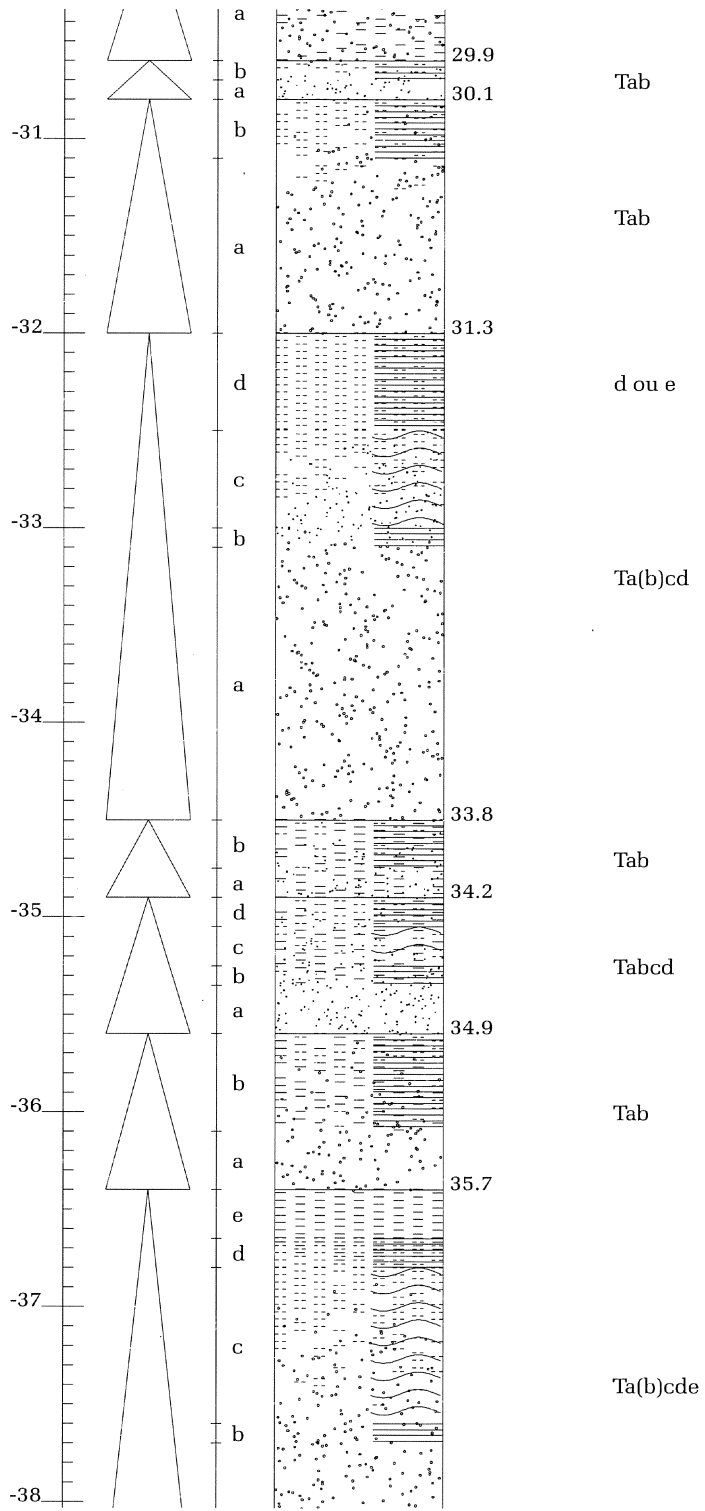 a
29.9
b
a
Tab
30.1
-31
b
Tab
a
-32
31.3
d
d ou e
c
-33
b
Ta(b)cd
a
-34
33.8
b
Tab
a
34.2
-35
d
c
Tabcd
b
a
34.9
b
-36
Tab
a
35.7
e
d
-37
c
Ta(b)cde
b
-38